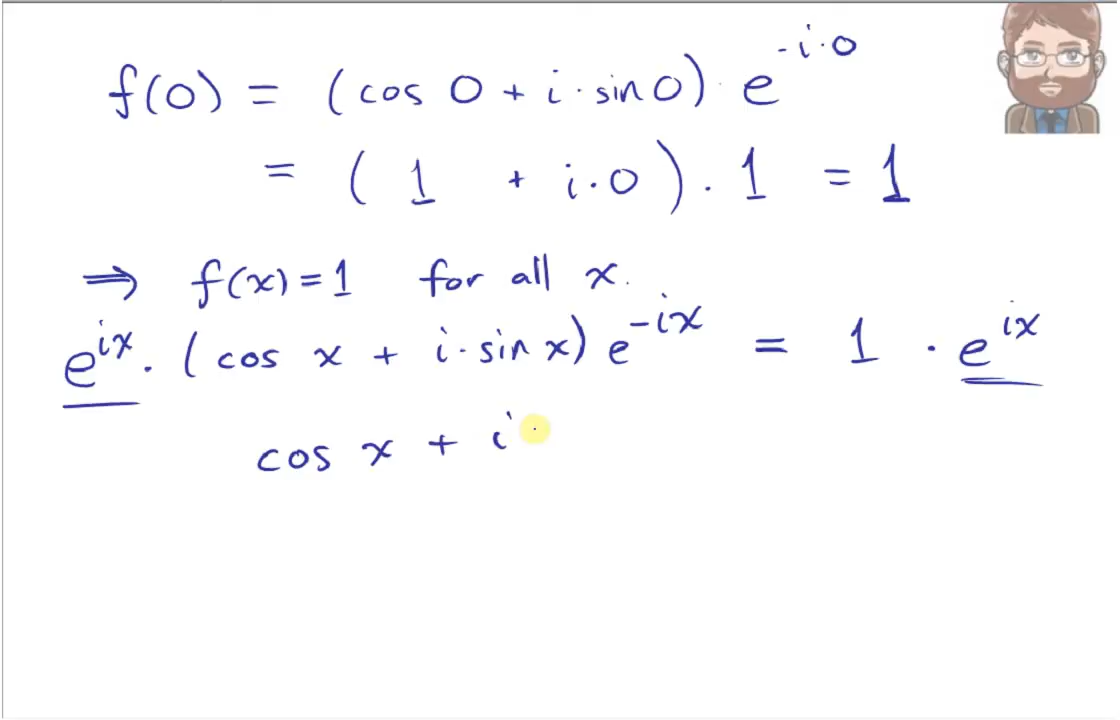 f(0) = (cos 0 + i · sin 0) · e^{-i·0}
= (1 + i · 0) · 1 = 1
⇒ f(x) = 1 for all x.
e^{ix} · (cos x + i · sin x) e^{-ix} = 1 · e^{ix}
cos x + i ·